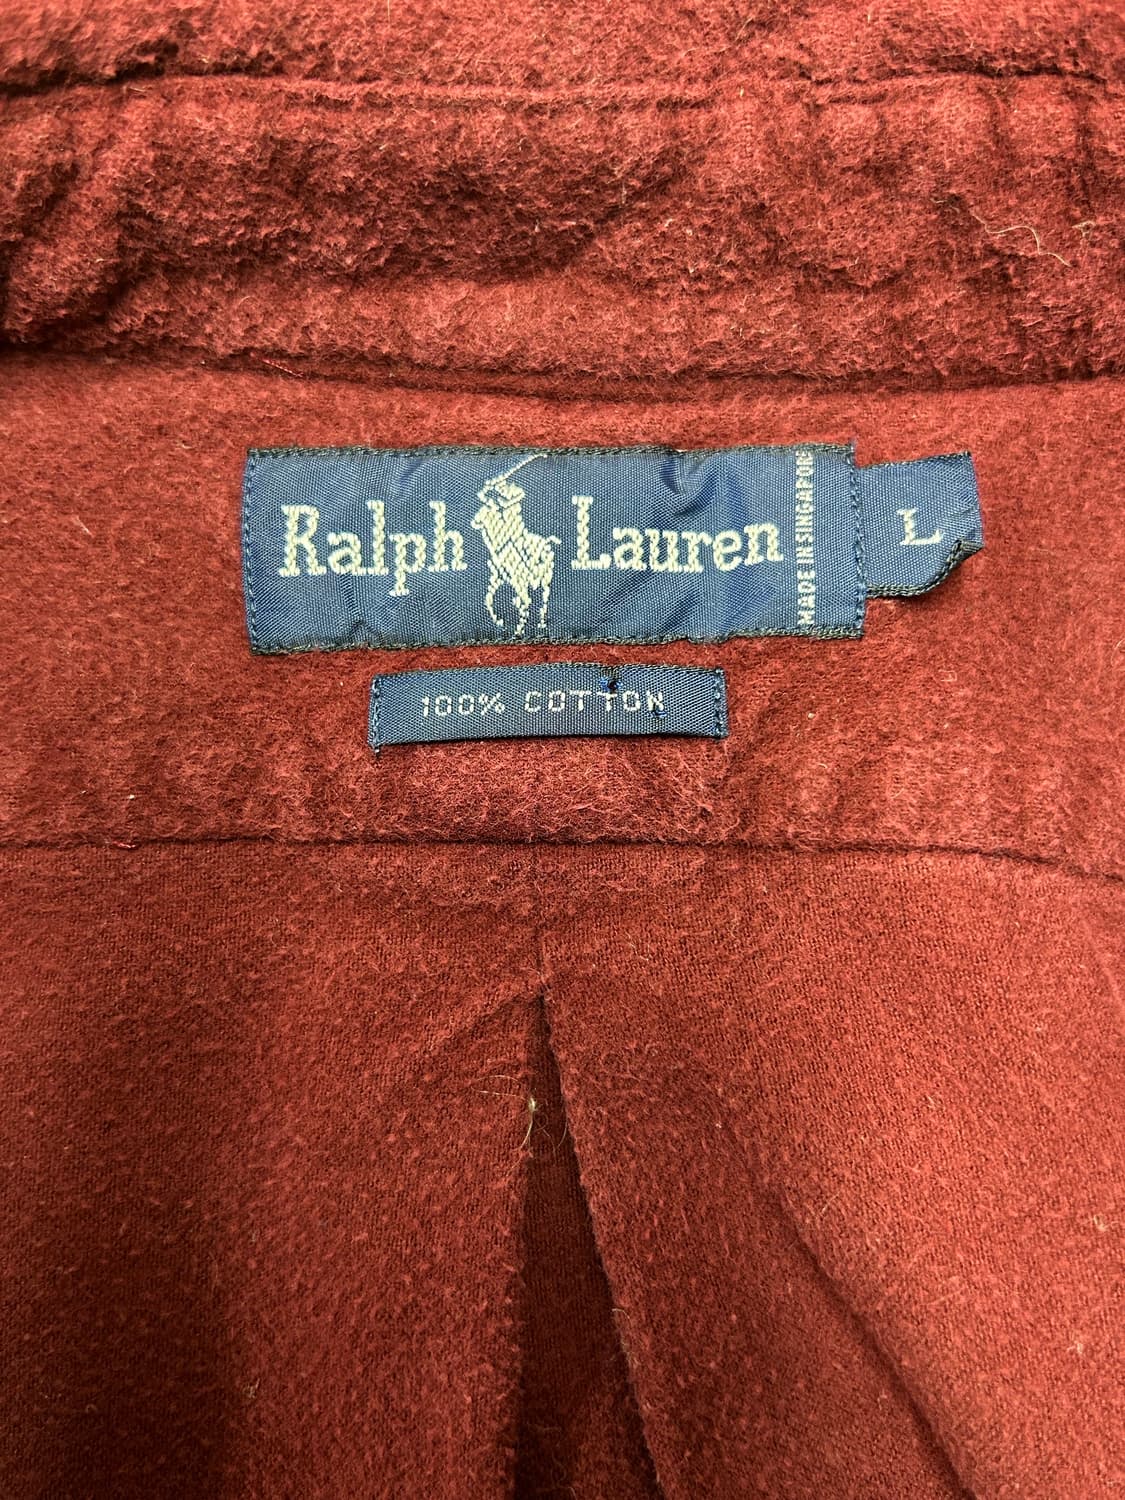 Ralph Lauren
MADE IN SINGAPORE
L
100% COTTON